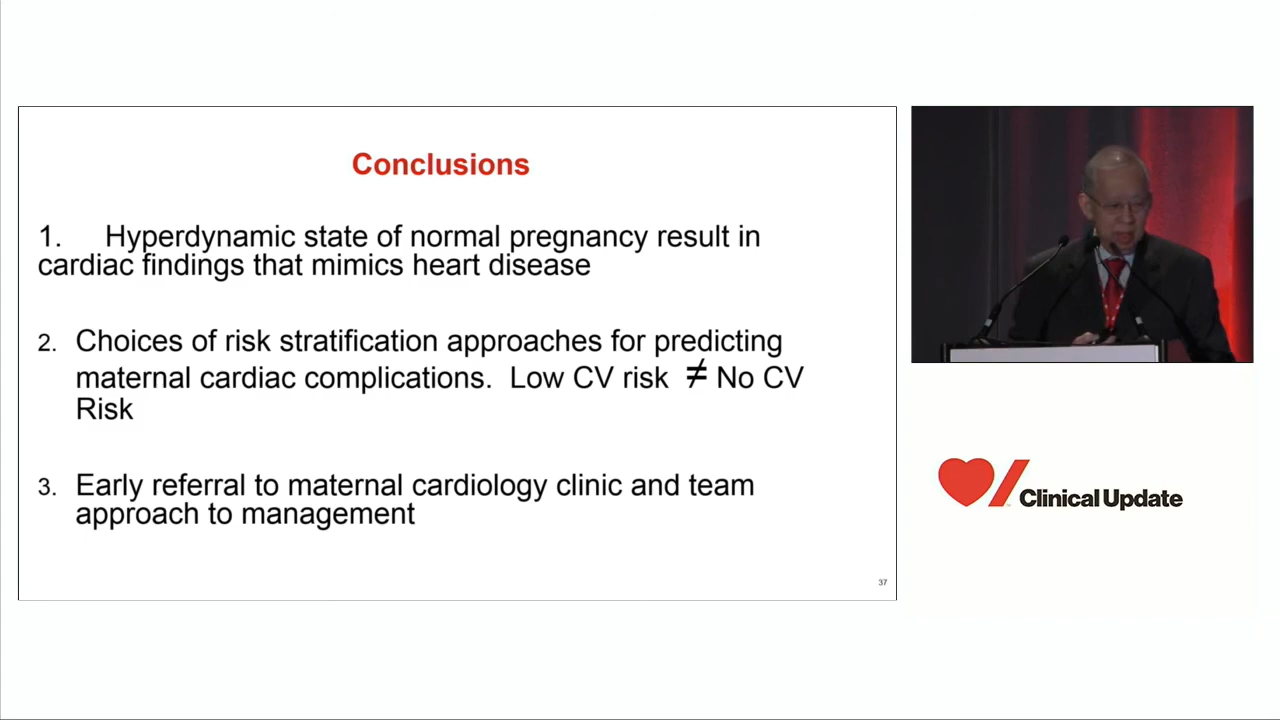 Conclusions
1. Hyperdynamic state of normal pregnancy result in
cardiac findings that mimics heart disease
2. Choices of risk stratification approaches for predicting
maternal cardiac complications. Low CV risk ≠ No CV
Risk
3. Early referral to maternal cardiology clinic and team
approach to management
37
Clinical Update